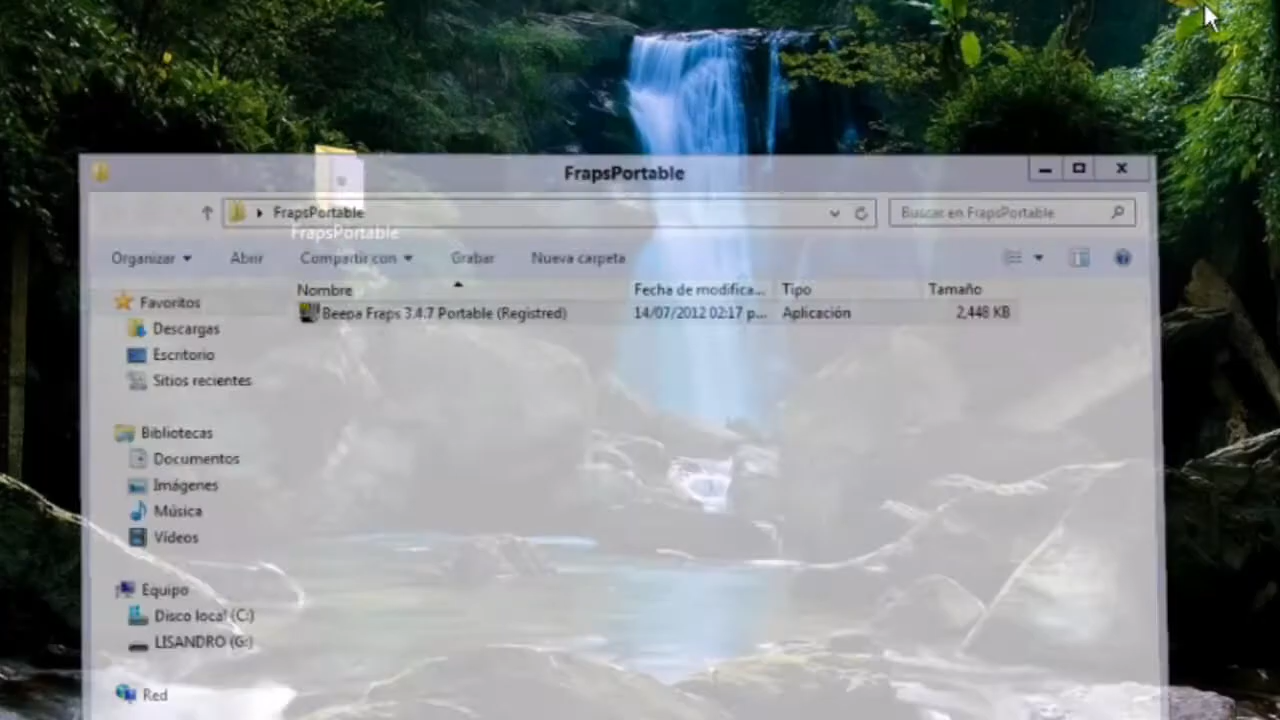 FrapsPortable
FrapsPortable
Buscar en FrapsPortable
FrapsPortable
Organizar
Abrir
Compartir con
Grabar
Nueva carpeta
Nombre
Fecha de modifica...
Tipo
Tamaño
Beepa Fraps 3.4.7 Portable (Registred)
14/07/2012 02:17 p...
Aplicación
2,448 KB
Favoritos
Descargas
Escritorio
Sitios recientes
Bibliotecas
Documentos
Imágenes
Música
Vídeos
Equipo
Disco local (C:)
LISANDRO (G:)
Red